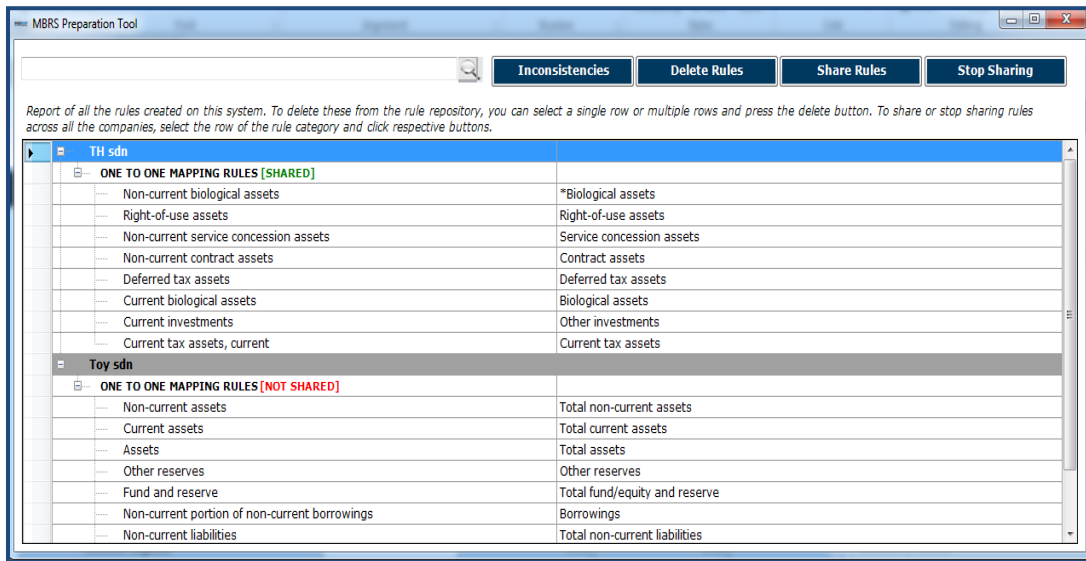 MBRS Preparation Tool
Inconsistencies Delete Rules Share Rules Stop Sharing
Report of all the rules created on this system. To delete these from the rule repository, you can select a single row or multiple rows and press the delete button. To share or stop sharing rules
across all the companies, select the row of the rule category and click respective buttons.
TH sdn
ONE TO ONE MAPPING RULES [SHARED]
Non-current biological assets *Biological assets
Right-of-use assets Right-of-use assets
Non-current service concession assets Service concession assets
Non-current contract assets Contract assets
Deferred tax assets Deferred tax assets
Current biological assets Biological assets
Current investments Other investments
Current tax assets, current Current tax assets
Toy sdn
ONE TO ONE MAPPING RULES [NOT SHARED]
Non-current assets Total non-current assets
Current assets Total current assets
Assets Total assets
Other reserves Other reserves
Fund and reserve Total fund/equity and reserve
Non-current portion of non-current borrowings Borrowings
Non-current liabilities Total non-current liabilities